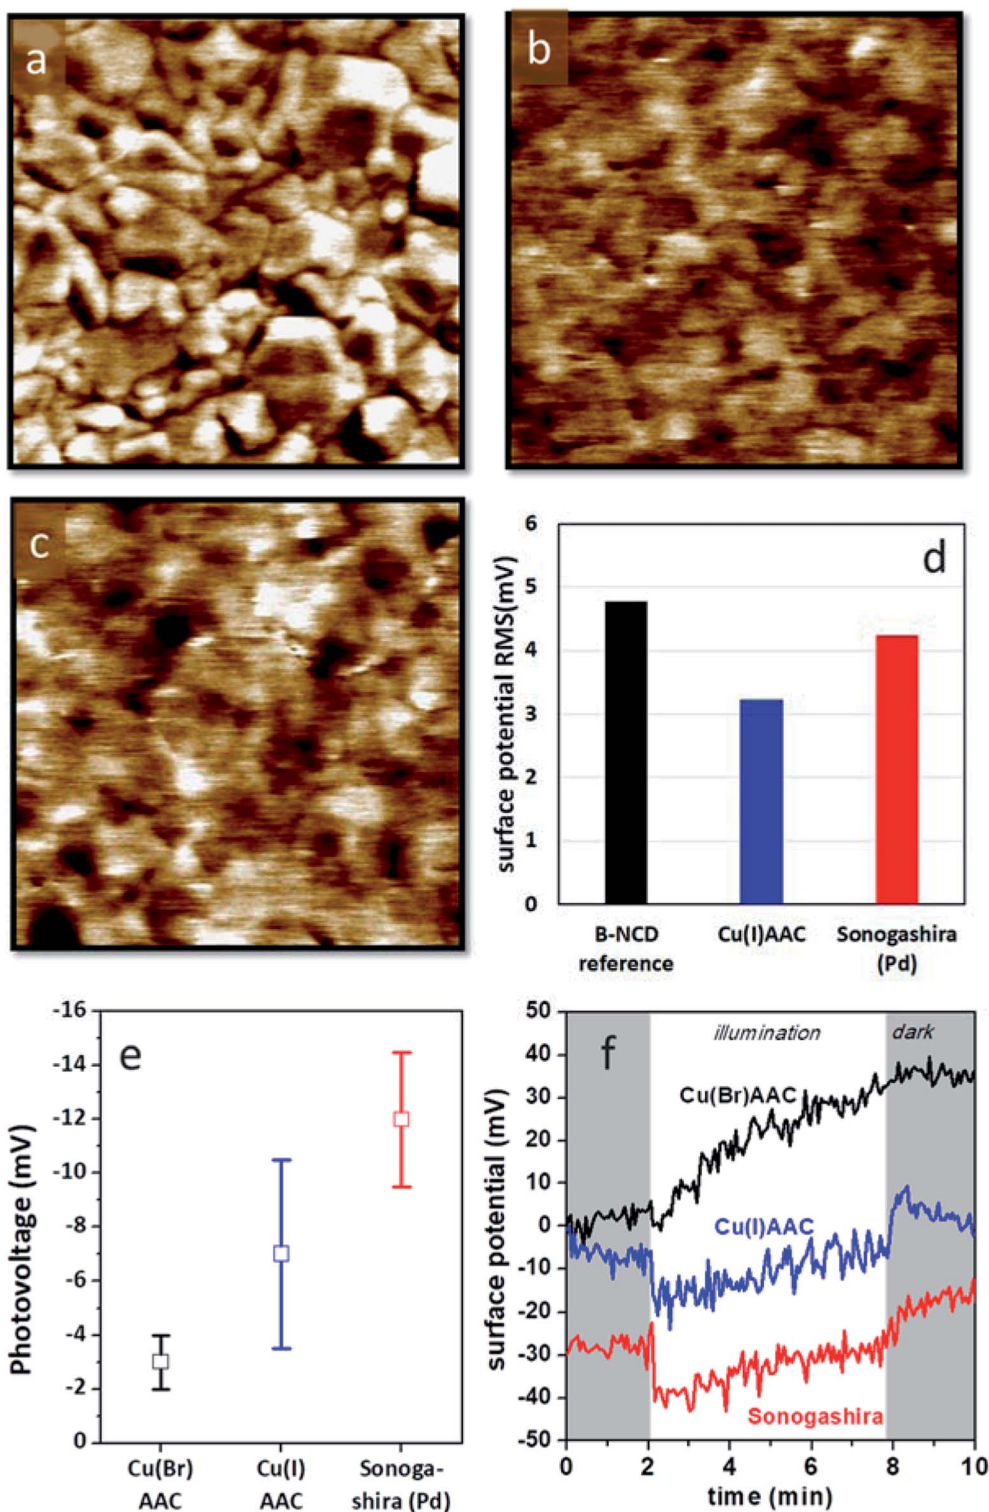 a
b
c
d
surface potential RMS(mV)
6
5
4
3
2
1
0
B-NCD
reference
Cu(I)AAC
Sonogashira
(Pd)
e
Photovoltage (mV)
-16
-14
-12
-10
-8
-6
-4
-2
0
Cu(Br)
AAC
Cu(I)
AAC
Sonoga-
shira (Pd)
f
illumination
dark
surface potential (mV)
50
40
30
20
10
0
-10
-20
-30
-40
-50
Cu(Br)AAC
Cu(I)AAC
Sonogashira
0 2 4 6 8 10
time (min)